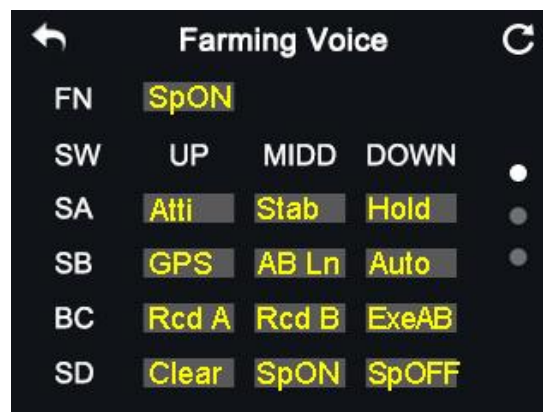 Farming Voice
FN SpON
SW UP MIDD DOWN
SA Atti Stab Hold
SB GPS AB Ln Auto
BC Rcd A Rcd B ExeAB
SD Clear SpON SpOFF